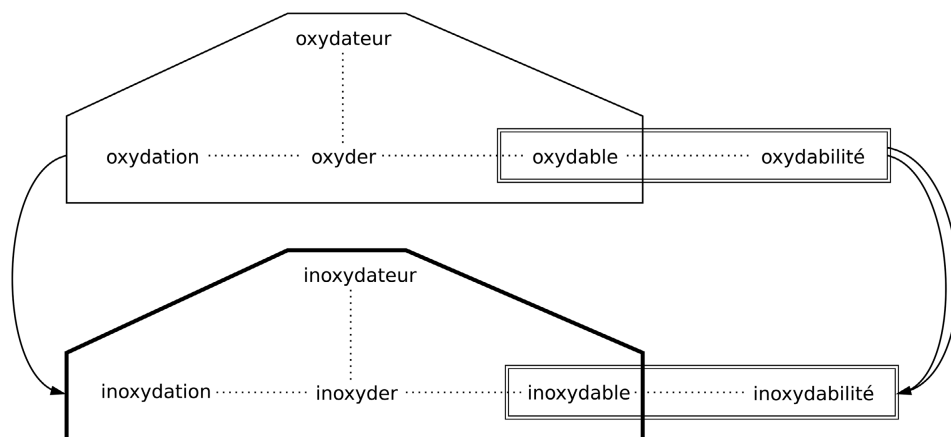 oxydateur
oxydation oxyder oxydable oxydabilité
inoxydateur
inoxydation inoxyder inoxydable inoxydabilité